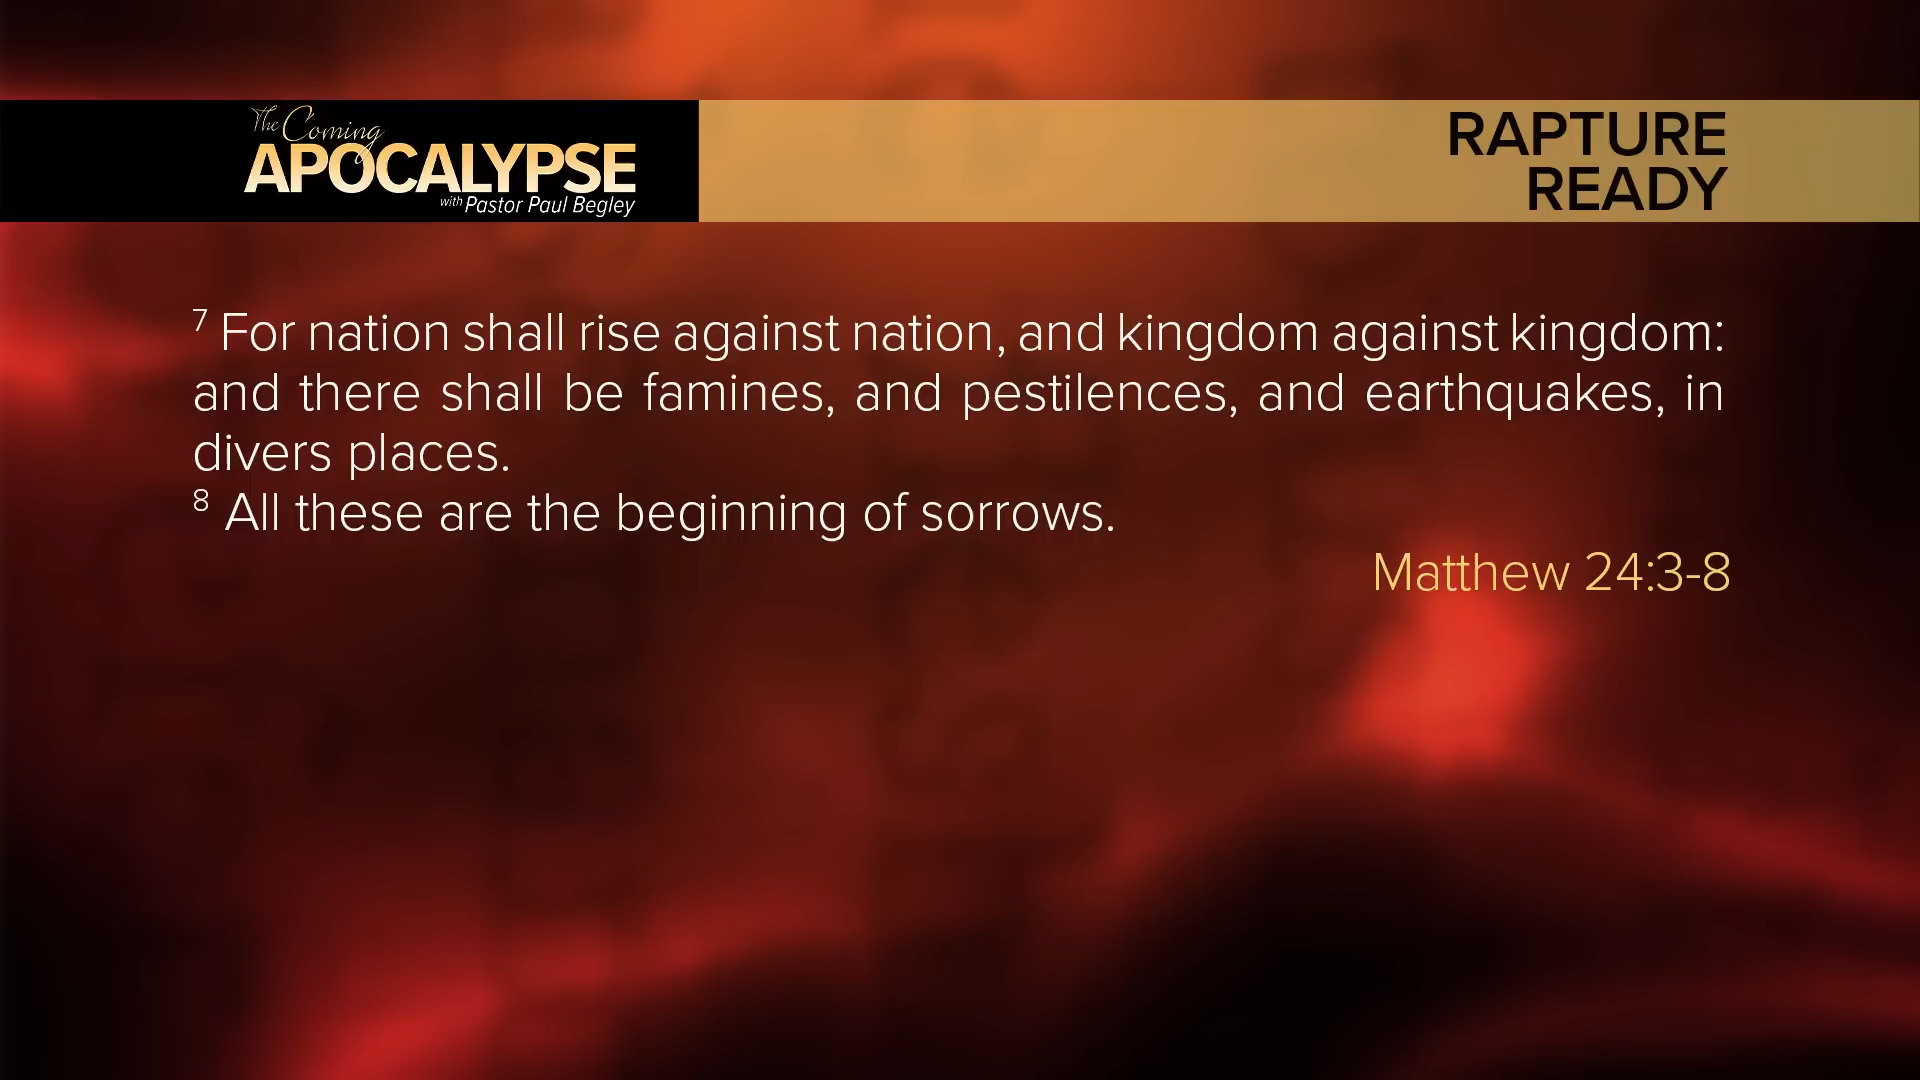 The Coming
APOCALYPSE
with Pastor Paul Begley
RAPTURE
READY
7 For nation shall rise against nation, and kingdom against kingdom:
and there shall be famines, and pestilences, and earthquakes, in
divers places.
8 All these are the beginning of sorrows.
Matthew 24:3-8